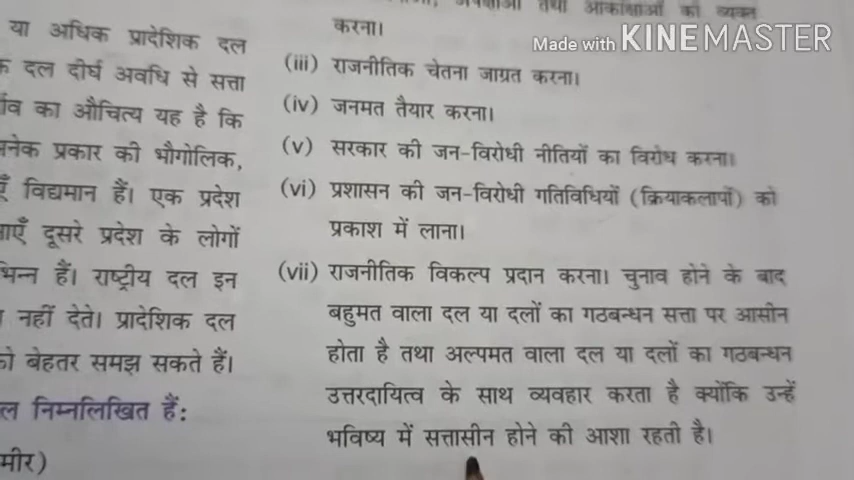 या अधिक प्रादेशिक दल
दल दीर्घ अवधि से सत्ता
का औचित्य यह है कि
प्रकार की भौगोलिक,
विद्यमान हैं। एक प्रदेश
दूसरे प्रदेश के लोगों
हैं। राष्ट्रीय दल इन
नहीं देते। प्रादेशिक दल
बेहतर समझ सकते हैं।
निम्नलिखित हैं:
तथा आकांक्षाओं को व्यक्त
करना।
(iii) राजनीतिक चेतना जाग्रत करना।
(iv) जनमत तैयार करना।
(v) सरकार की जन-विरोधी नीतियों का विरोध करना।
(vi) प्रशासन की जन-विरोधी गतिविधियों (क्रियाकलापों) को
प्रकाश में लाना।
(vii) राजनीतिक विकल्प प्रदान करना। चुनाव होने के बाद
बहुमत वाला दल या दलों का गठबन्धन सत्ता पर आसीन
होता है तथा अल्पमत वाला दल या दलों का गठबन्धन
उत्तरदायित्व के साथ व्यवहार करता है क्योंकि उन्हें
भविष्य में सत्तासीन होने की आशा रहती है।
Made with KINEMASTER